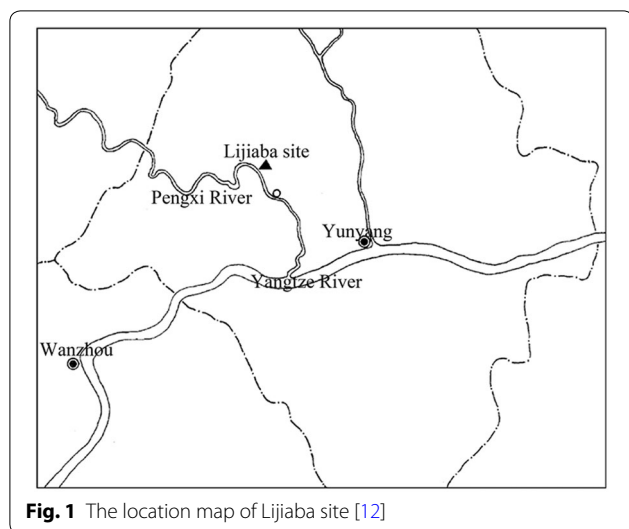 Lijiaba site
Pengxi River
Yunyang
Yangtze River
Wanzhou
Fig. 1 The location map of Lijiaba site [12]